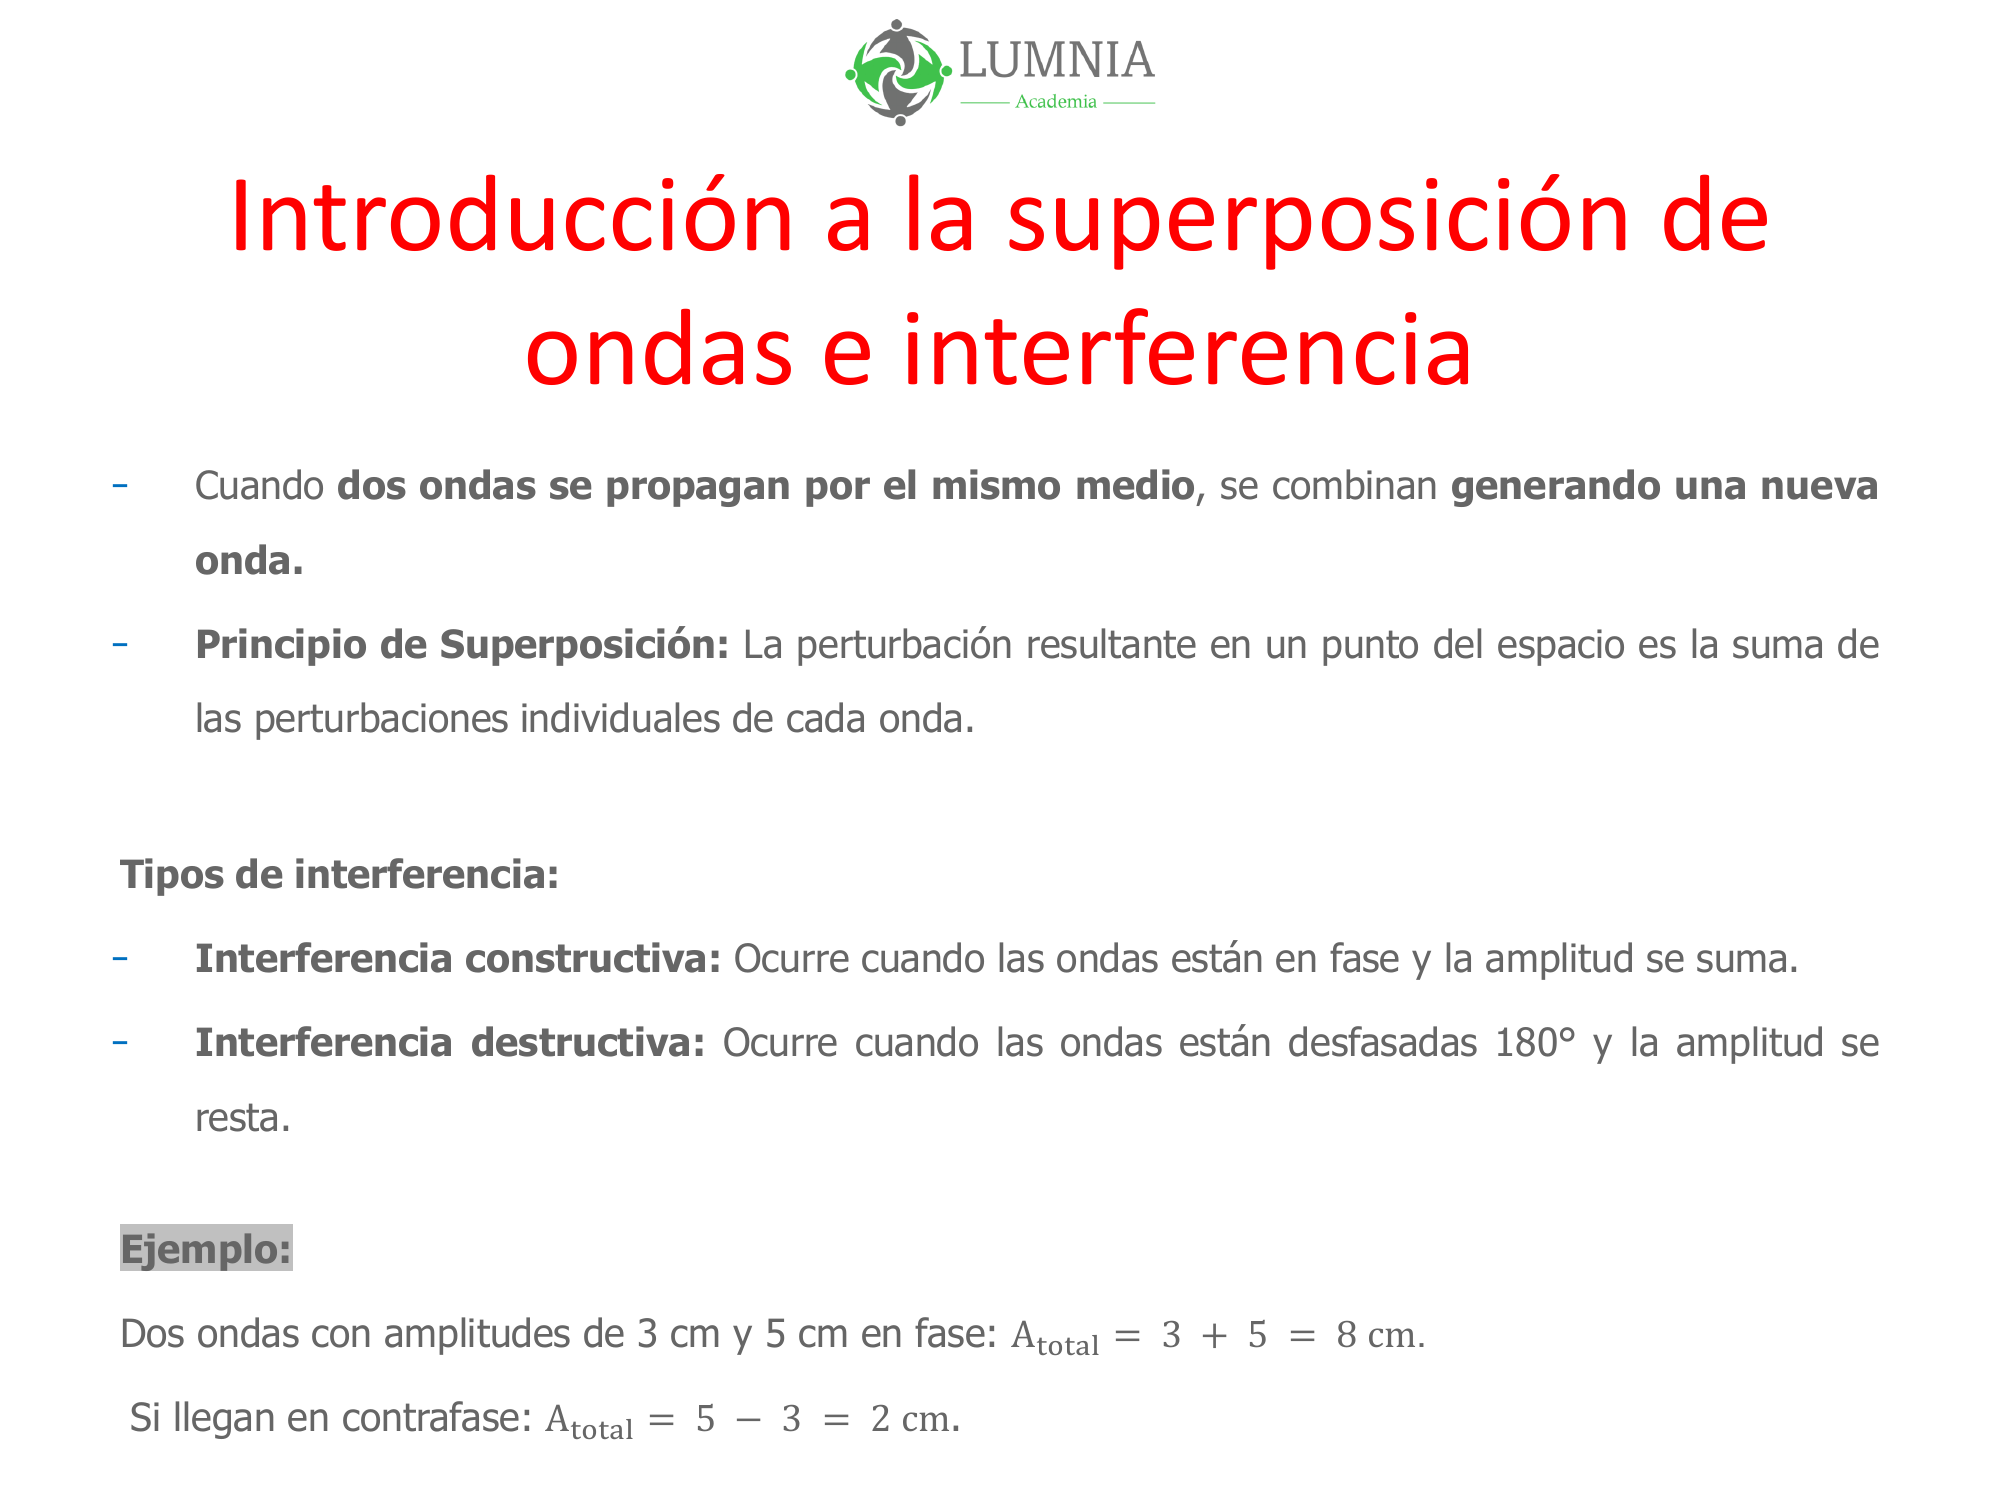 LUMNIA
Academia
Introducción a la superposición de
ondas e interferencia
- Cuando dos ondas se propagan por el mismo medio, se combinan generando una nueva
onda.
- Principio de Superposición: La perturbación resultante en un punto del espacio es la suma de
las perturbaciones individuales de cada onda.
Tipos de interferencia:
- Interferencia constructiva: Ocurre cuando las ondas están en fase y la amplitud se suma.
- Interferencia destructiva: Ocurre cuando las ondas están desfasadas 180° y la amplitud se
resta.
Ejemplo:
Dos ondas con amplitudes de 3 cm y 5 cm en fase: A_total = 3 + 5 = 8 cm.
Si llegan en contrafase: A_total = 5 − 3 = 2 cm.